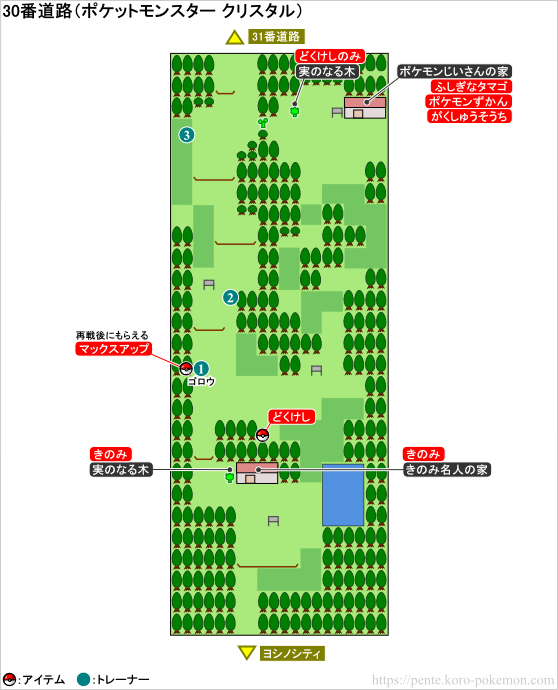 30番道路(ポケットモンスター クリスタル)
31番道路
どくけしのみ
実のなる木
ポケモンじいさんの家
ふしぎなタマゴ
ポケモンずかん
がくしゅうそうち
3
2
再戦後にもらえる
マックスアップ
1
ゴロウ
どくけし
きのみ
実のなる木
きのみ
きのみ名人の家
ヨシノシティ
:アイテム :トレーナー
https://pente.koro-pokemon.com/